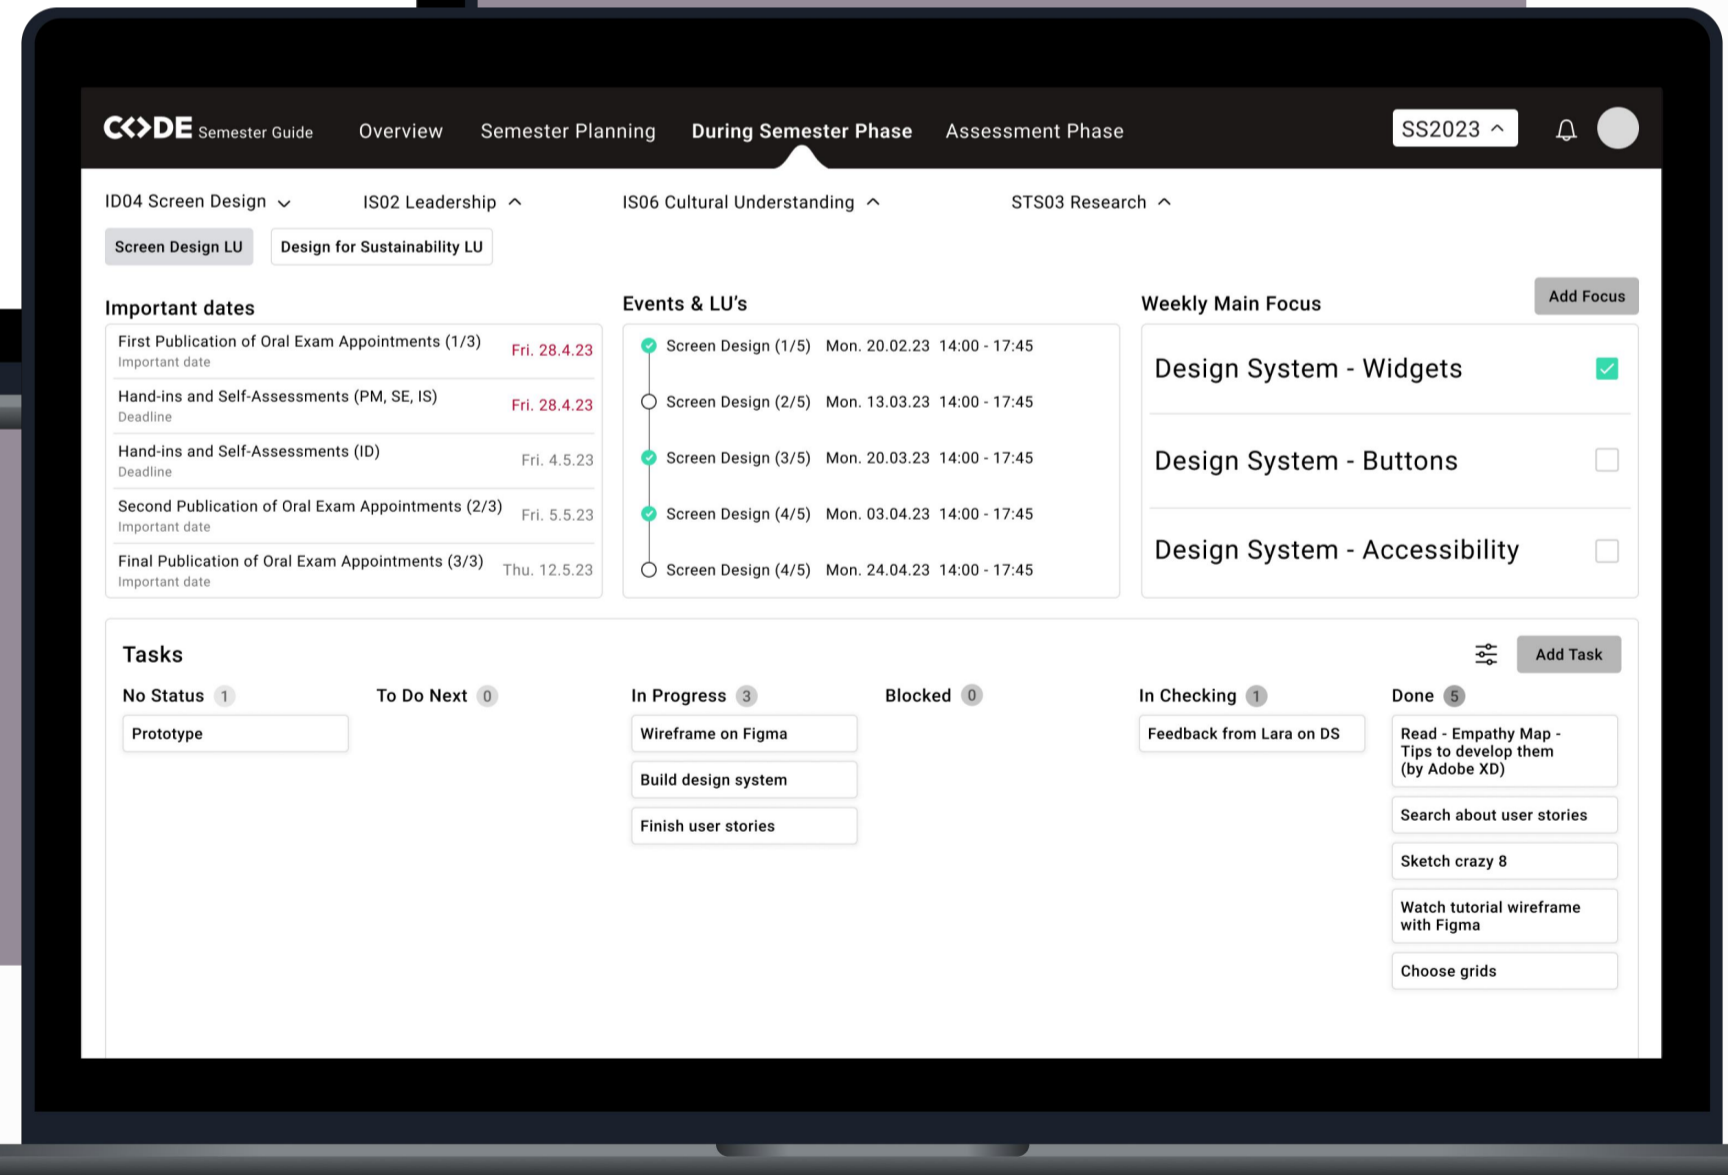 C<>DE Semester Guide
Overview
Semester Planning
During Semester Phase
Assessment Phase
SS2023
ID04 Screen Design
IS02 Leadership
IS06 Cultural Understanding
STS03 Research
Screen Design LU
Design for Sustainability LU
Important dates
First Publication of Oral Exam Appointments (1/3)
Important date
Fri. 28.4.23
Hand-ins and Self-Assessments (PM, SE, IS)
Deadline
Fri. 28.4.23
Hand-ins and Self-Assessments (ID)
Deadline
Fri. 4.5.23
Second Publication of Oral Exam Appointments (2/3)
Important date
Fri. 5.5.23
Final Publication of Oral Exam Appointments (3/3)
Important date
Thu. 12.5.23
Events & LU's
Screen Design (1/5) Mon. 20.02.23 14:00 - 17:45
Screen Design (2/5) Mon. 13.03.23 14:00 - 17:45
Screen Design (3/5) Mon. 20.03.23 14:00 - 17:45
Screen Design (4/5) Mon. 03.04.23 14:00 - 17:45
Screen Design (4/5) Mon. 24.04.23 14:00 - 17:45
Weekly Main Focus
Add Focus
Design System - Widgets
Design System - Buttons
Design System - Accessibility
Tasks
Add Task
No Status 1
Prototype
To Do Next 0
In Progress 3
Wireframe on Figma
Build design system
Finish user stories
Blocked 0
In Checking 1
Feedback from Lara on DS
Done 5
Read - Empathy Map -
Tips to develop them
(by Adobe XD)
Search about user stories
Sketch crazy 8
Watch tutorial wireframe
with Figma
Choose grids